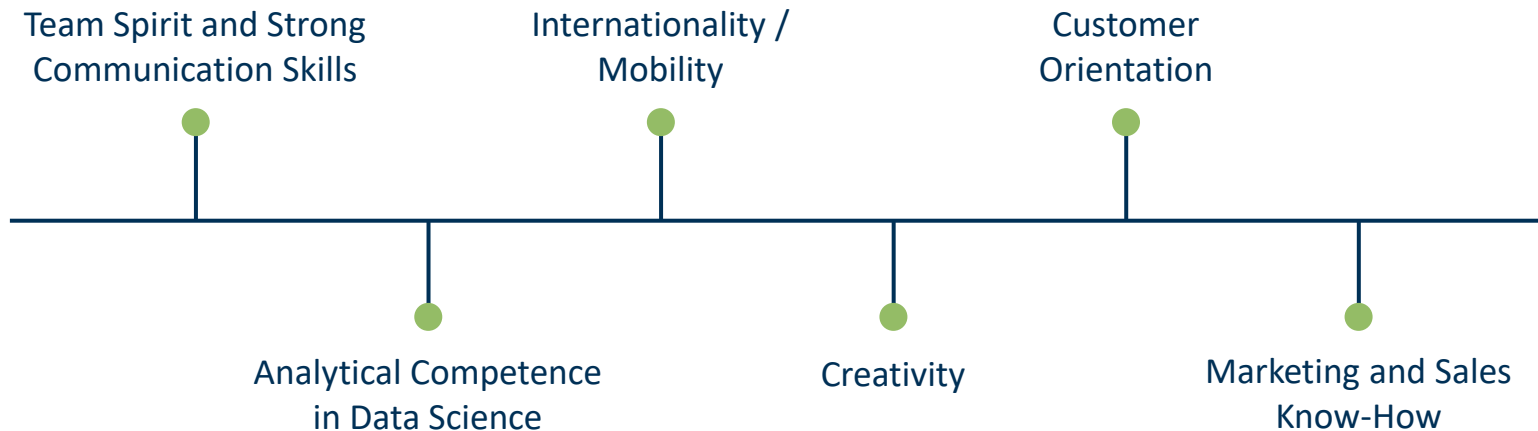 Team Spirit and Strong
Communication Skills
Internationality /
Mobility
Customer
Orientation
Analytical Competence
in Data Science
Creativity
Marketing and Sales
Know-How